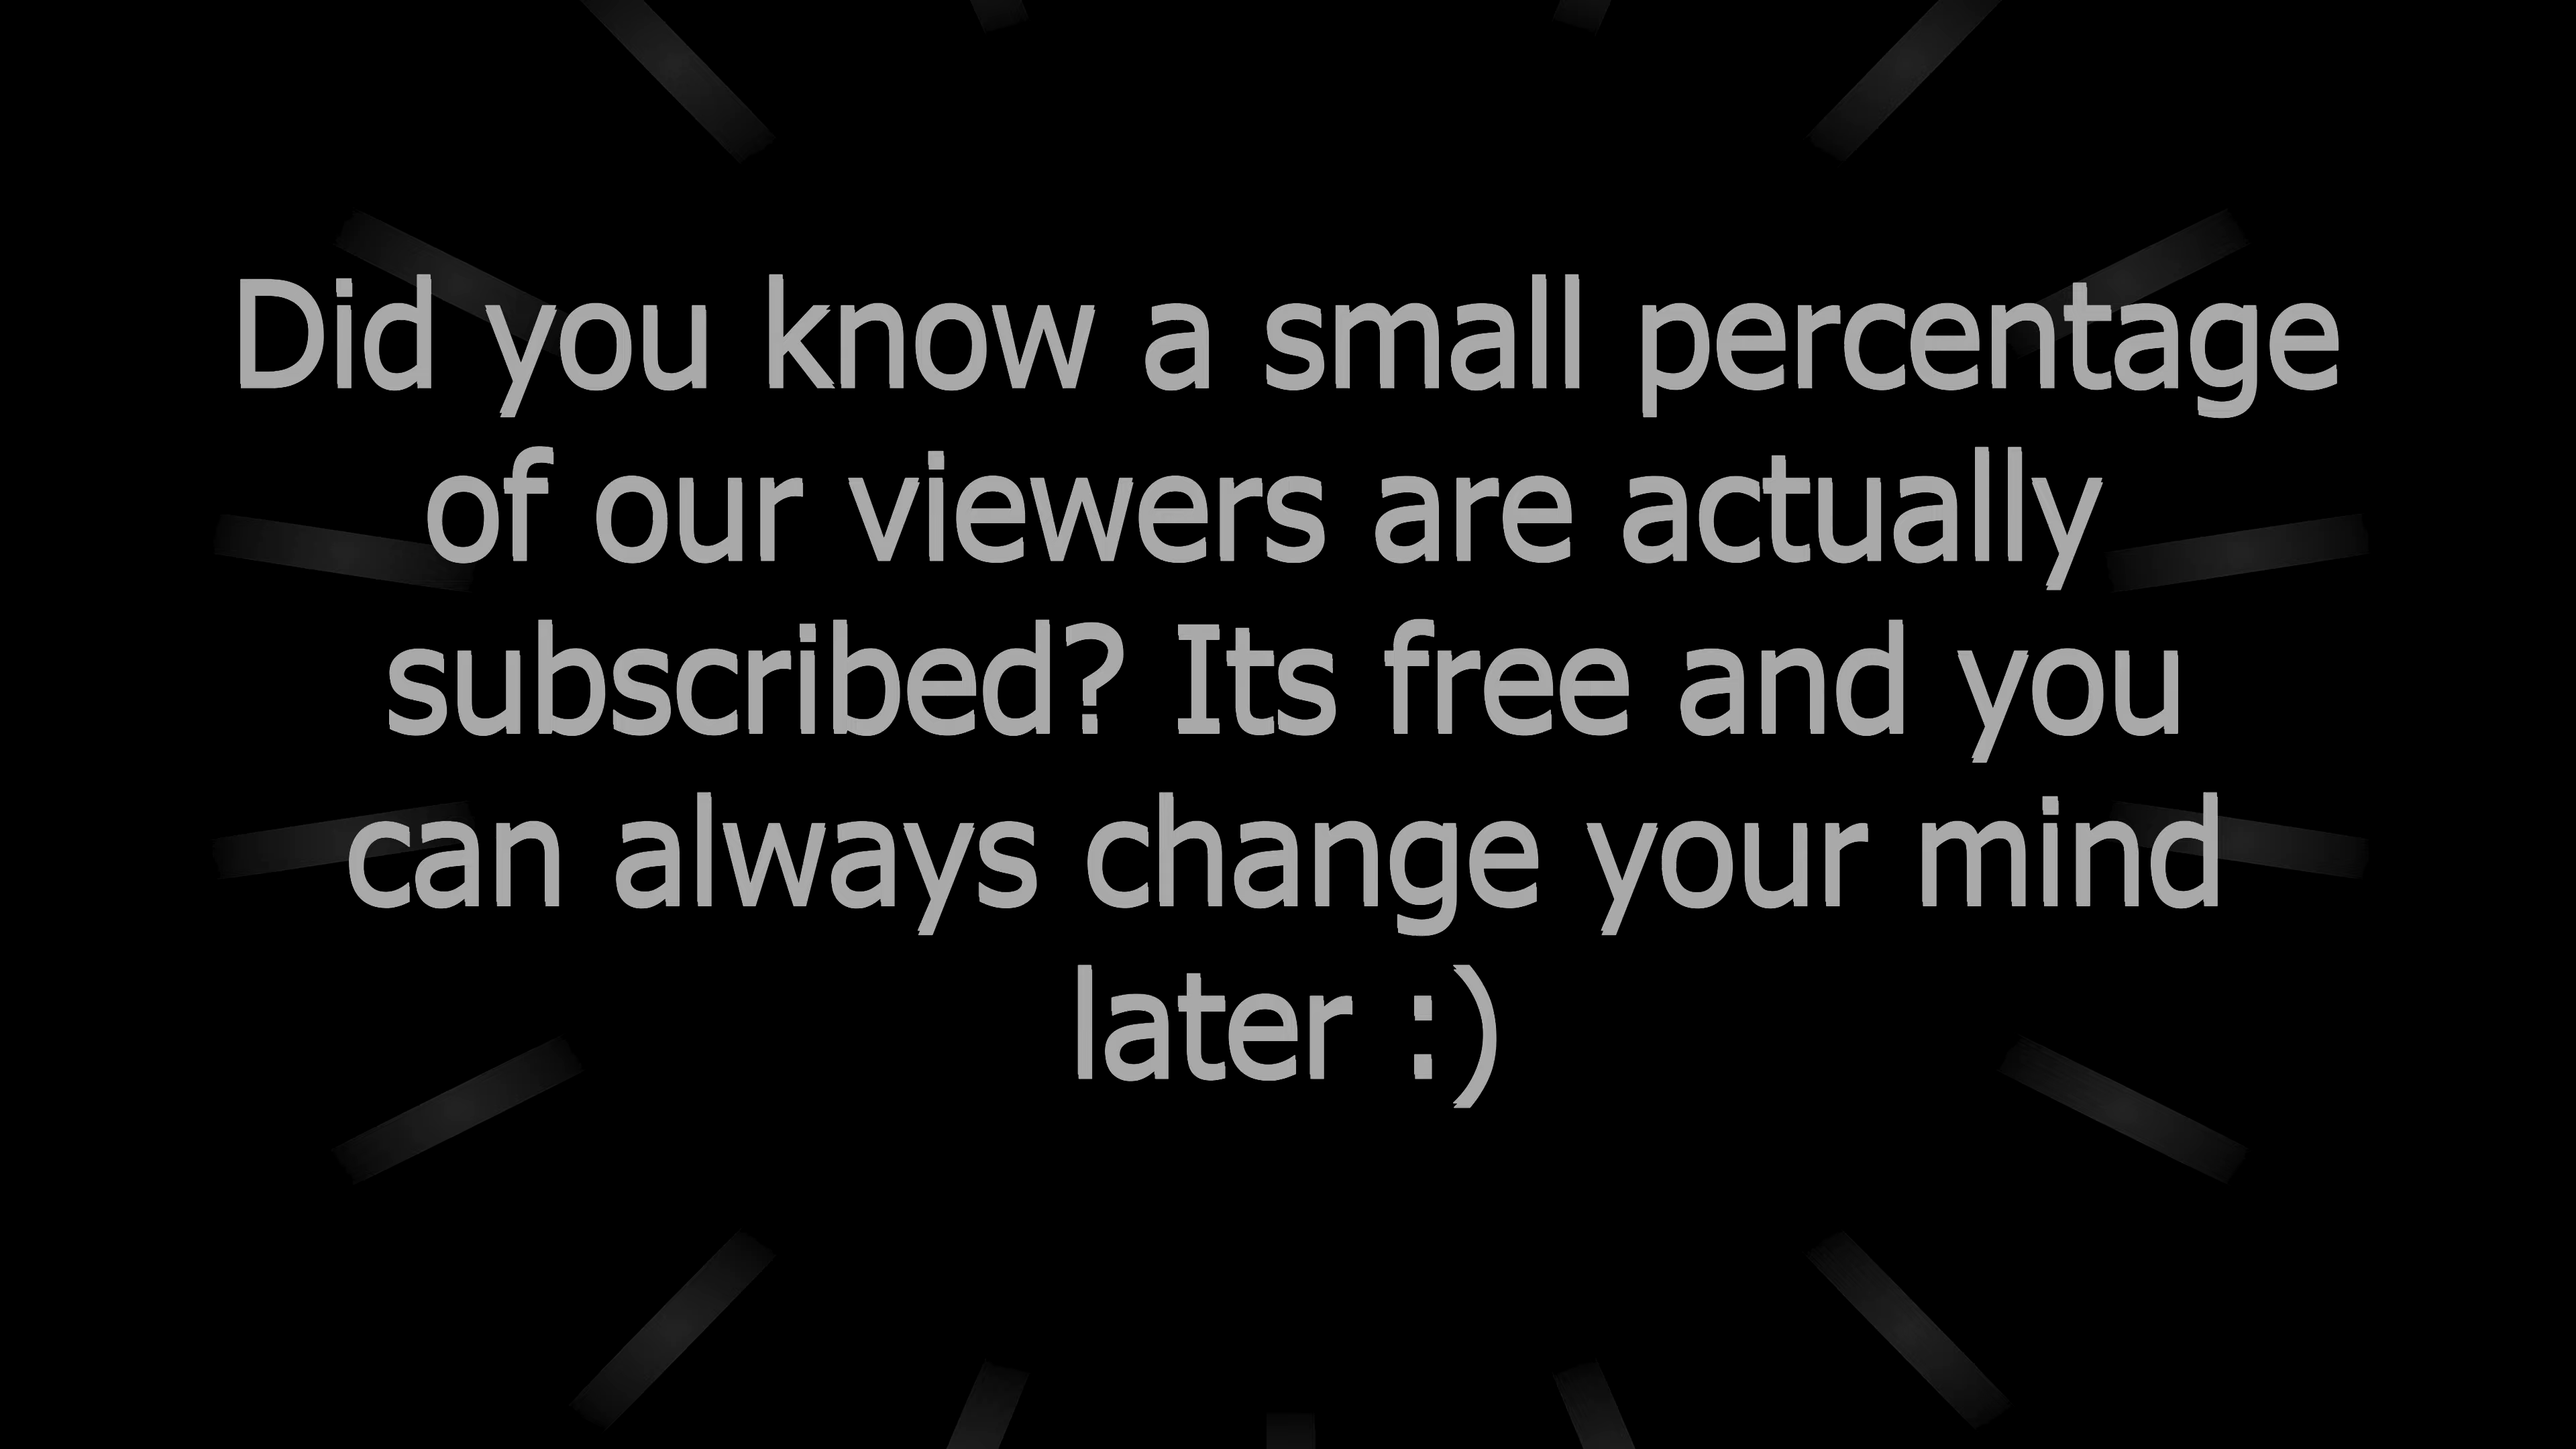 Did you know a small percentage
of our viewers are actually
subscribed? Its free and you
can always change your mind
later :)